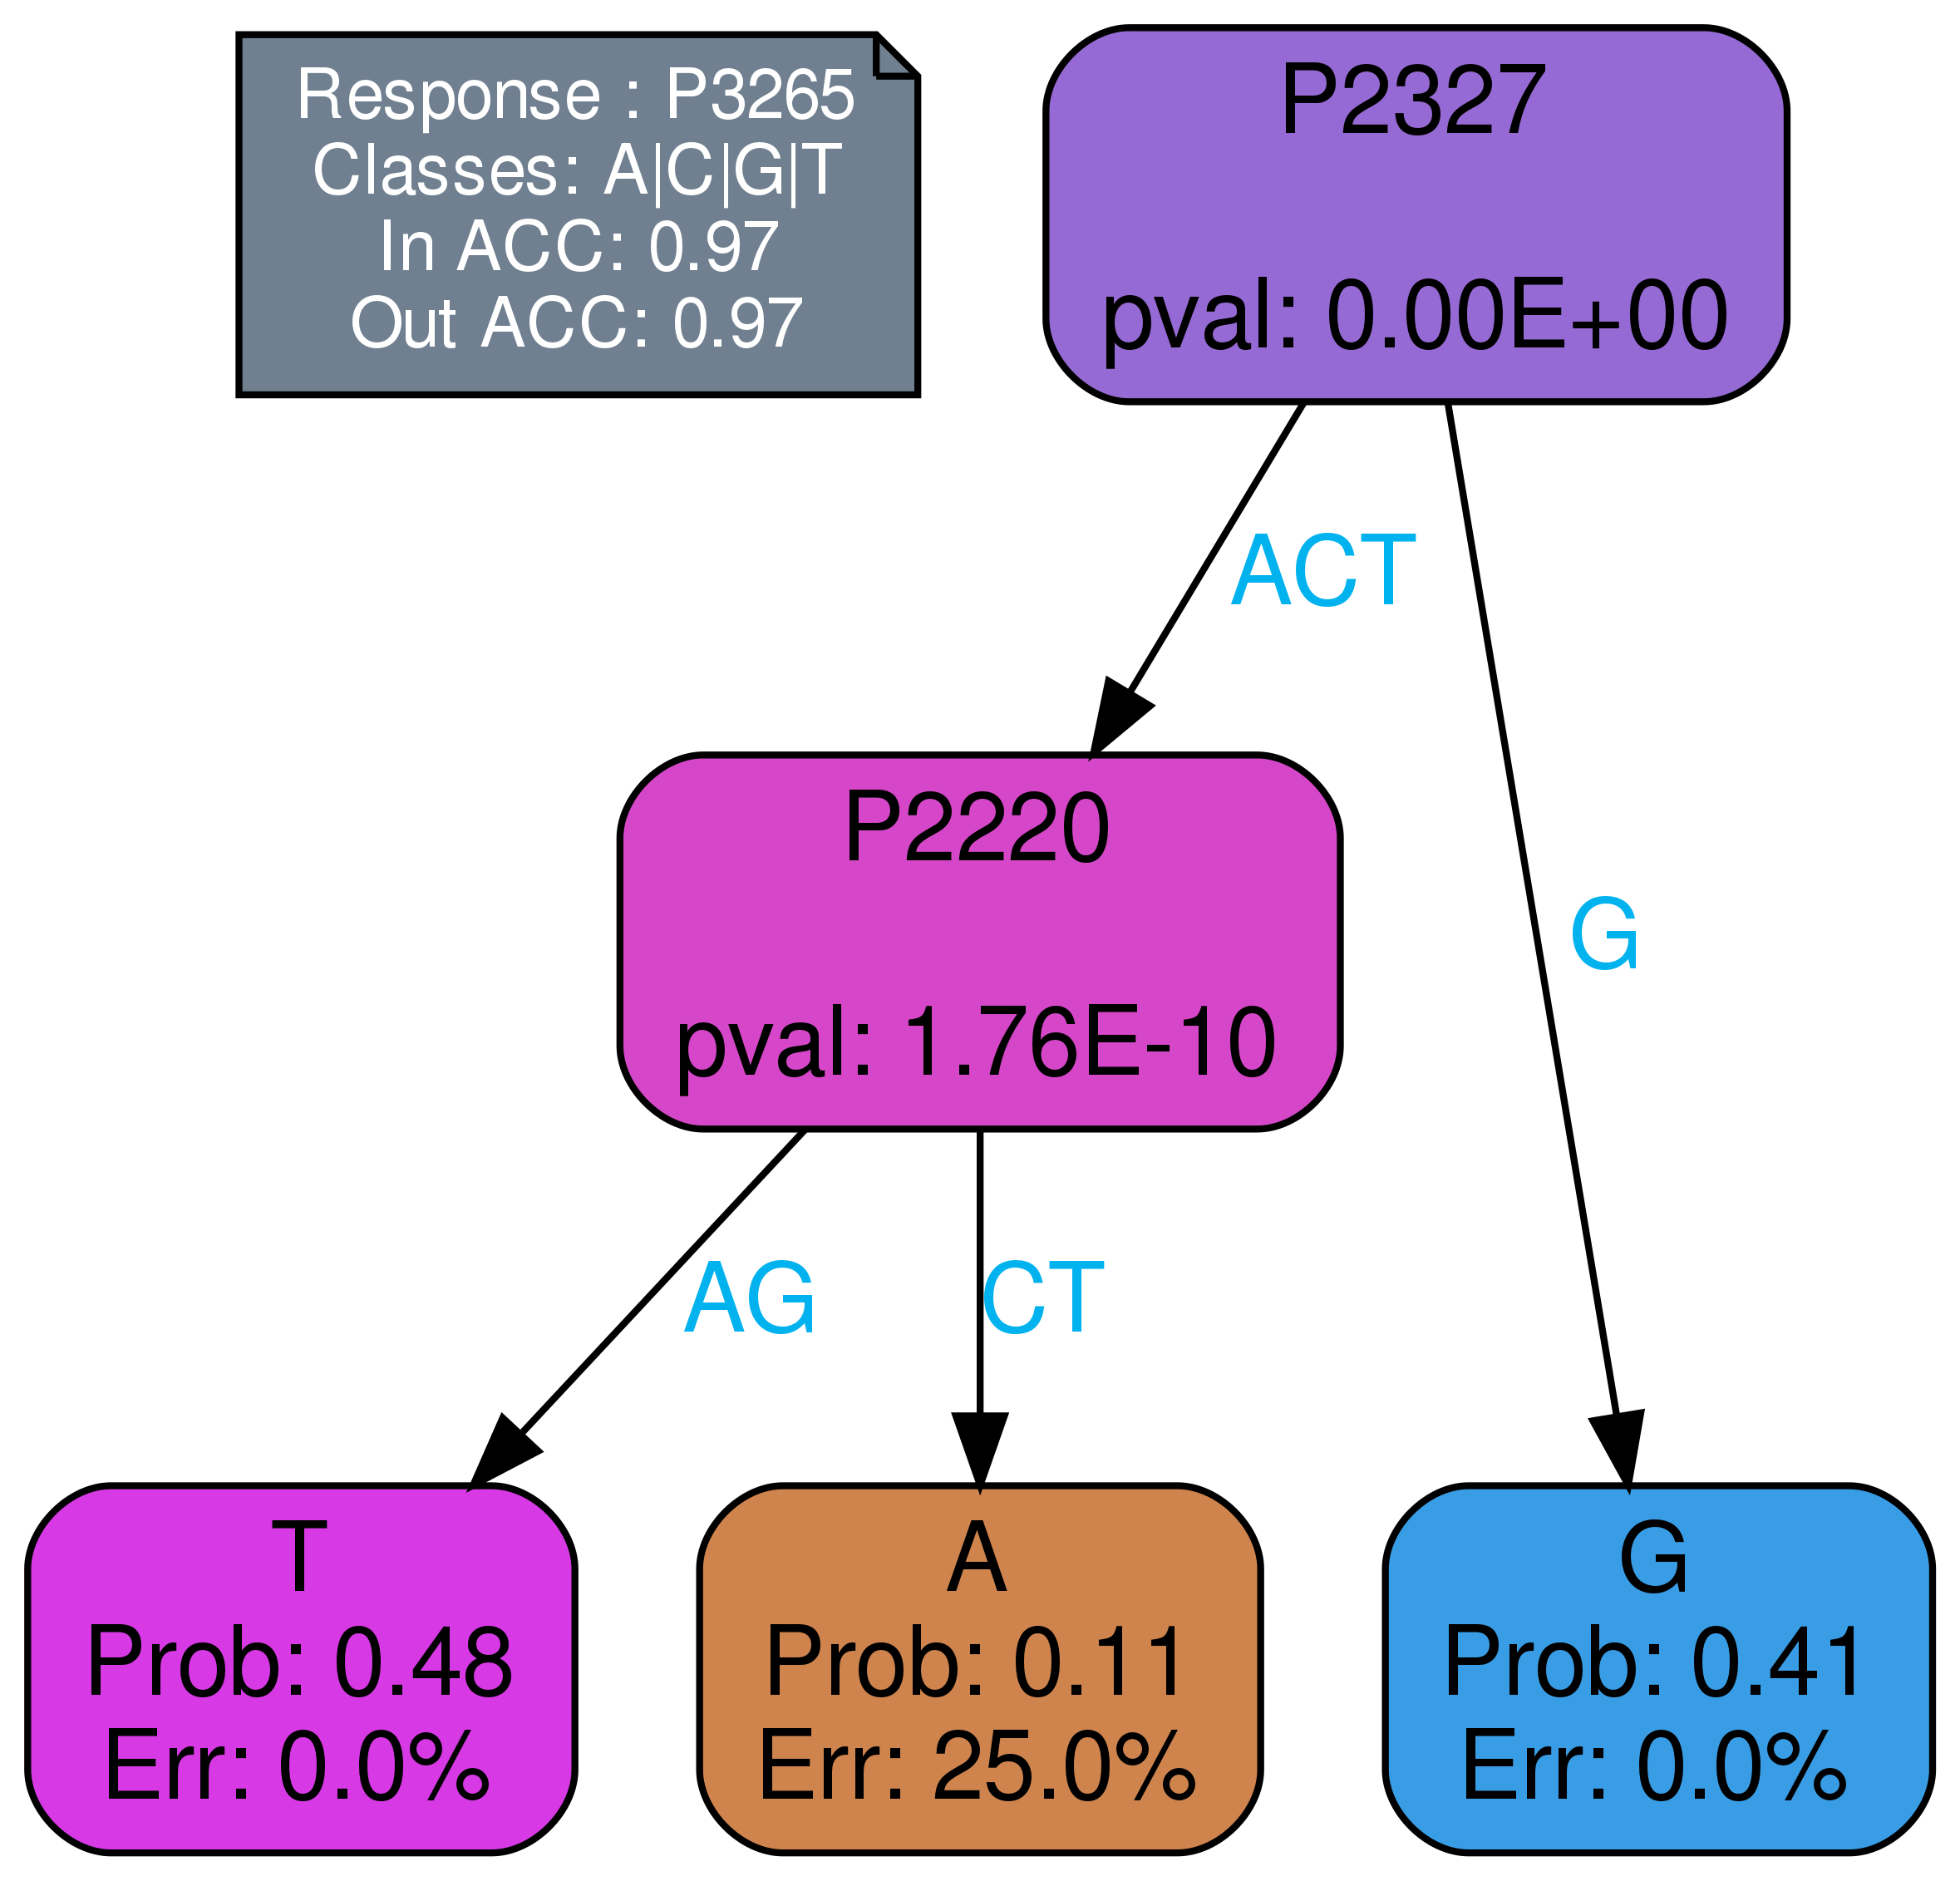 Response : P3265
Classes: A|C|G|T
In ACC: 0.97
Out ACC: 0.97
P2327
pval: 0.00E+00
ACT
G
P2220
pval: 1.76E-10
AG
CT
T
Prob: 0.48
Err: 0.0%
A
Prob: 0.11
Err: 25.0%
G
Prob: 0.41
Err: 0.0%